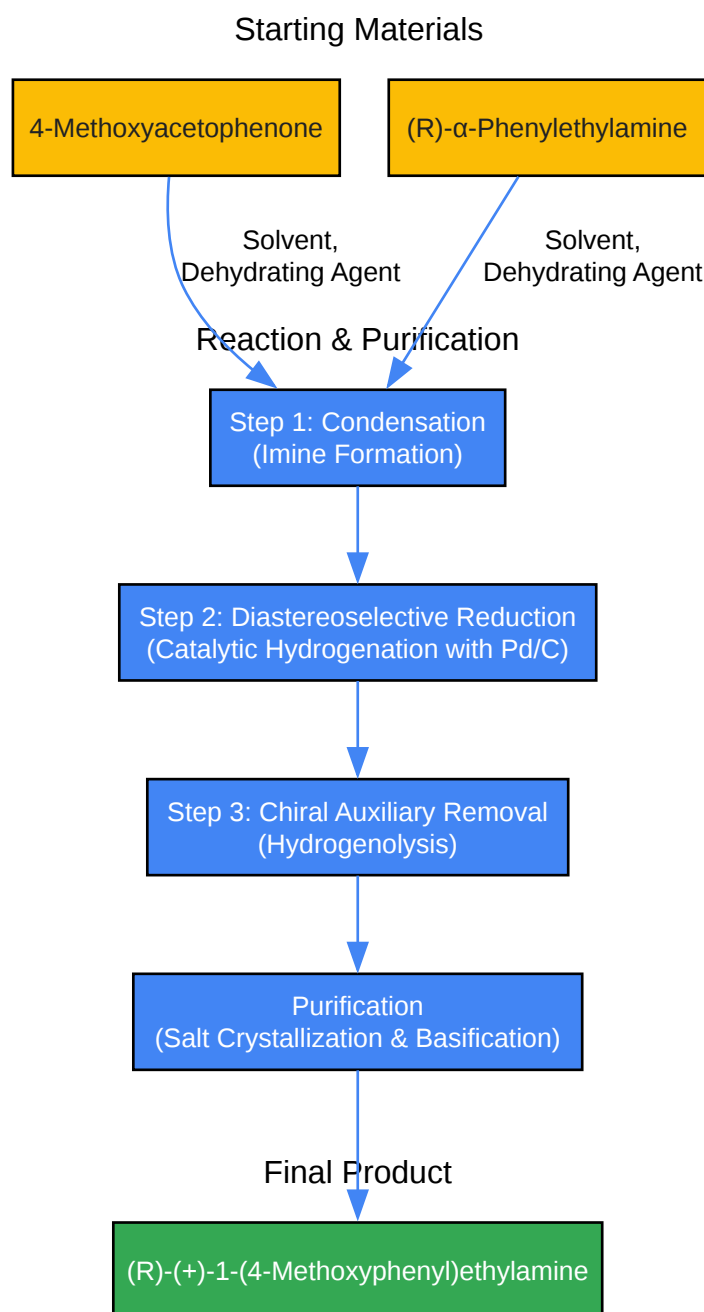 Starting Materials
4-Methoxyacetophenone
(R)-α-Phenylethylamine
Solvent,
Dehydrating Agent
Solvent,
Dehydrating Agent
Reaction & Purification
Step 1: Condensation
(Imine Formation)
Step 2: Diastereoselective Reduction
(Catalytic Hydrogenation with Pd/C)
Step 3: Chiral Auxiliary Removal
(Hydrogenolysis)
Purification
(Salt Crystallization & Basification)
Final Product
(R)-(+)-1-(4-Methoxyphenyl)ethylamine